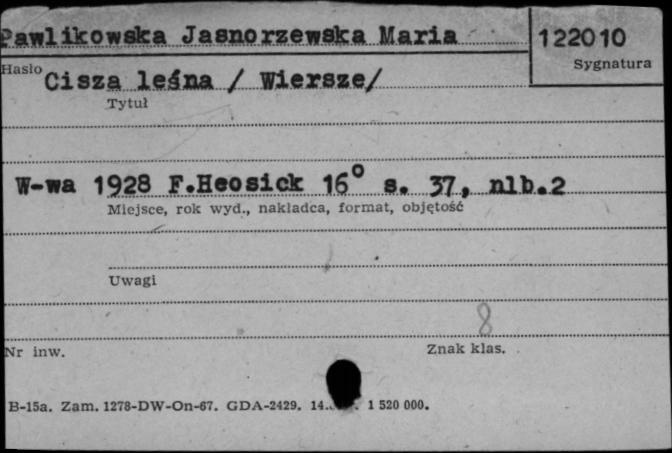 Pawlikowska Jasnorzewska Maria
122010
Hasło
Sygnatura
Cisza leśna / Wiersze/
Tytuł
W-wa 1928 F.Heosick 16° s. 37, nlb.2
Miejsce, rok wyd., nakładca, format, objętość
Uwagi
8
Nr inw.
Znak klas.
B-15a. Zam. 1278-DW-On-67. GDA-2429. 14. 1 520 000.